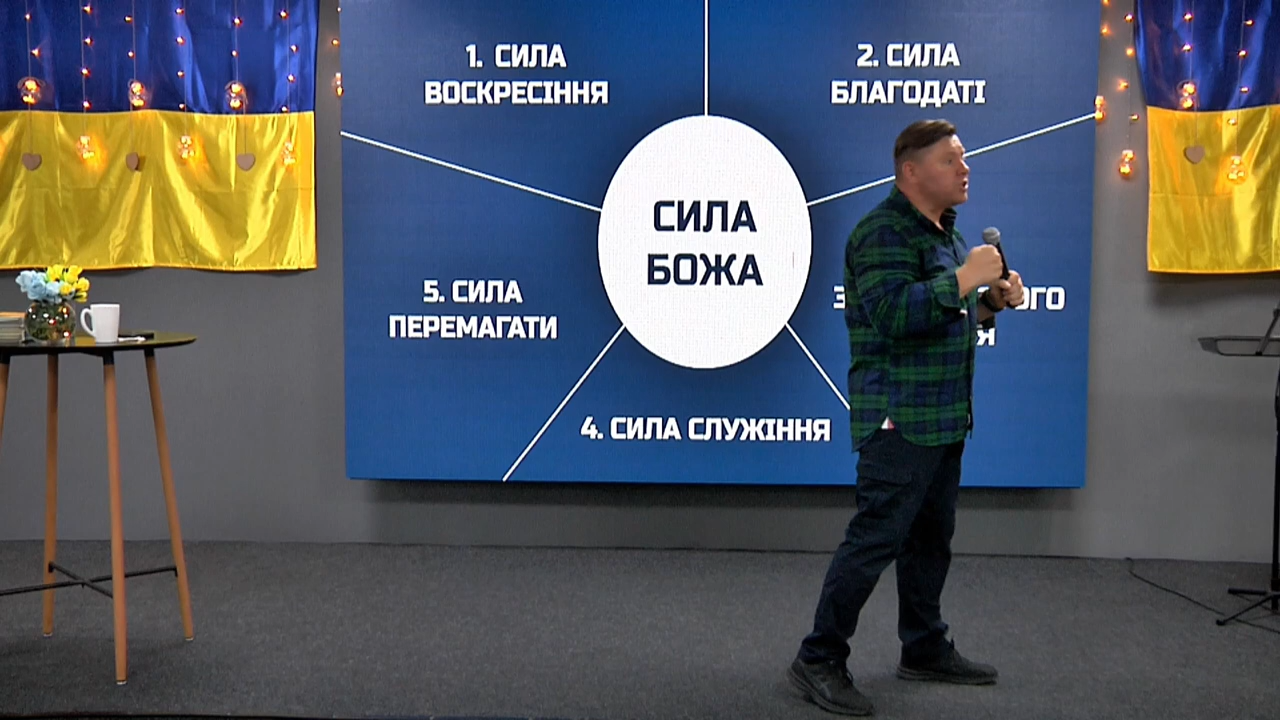 1. СИЛА
ВОСКРЕСІННЯ
2. СИЛА
БЛАГОДАТІ
СИЛА
БОЖА
5. СИЛА
ПЕРЕМАГАТИ
4. СИЛА СЛУЖІННЯ